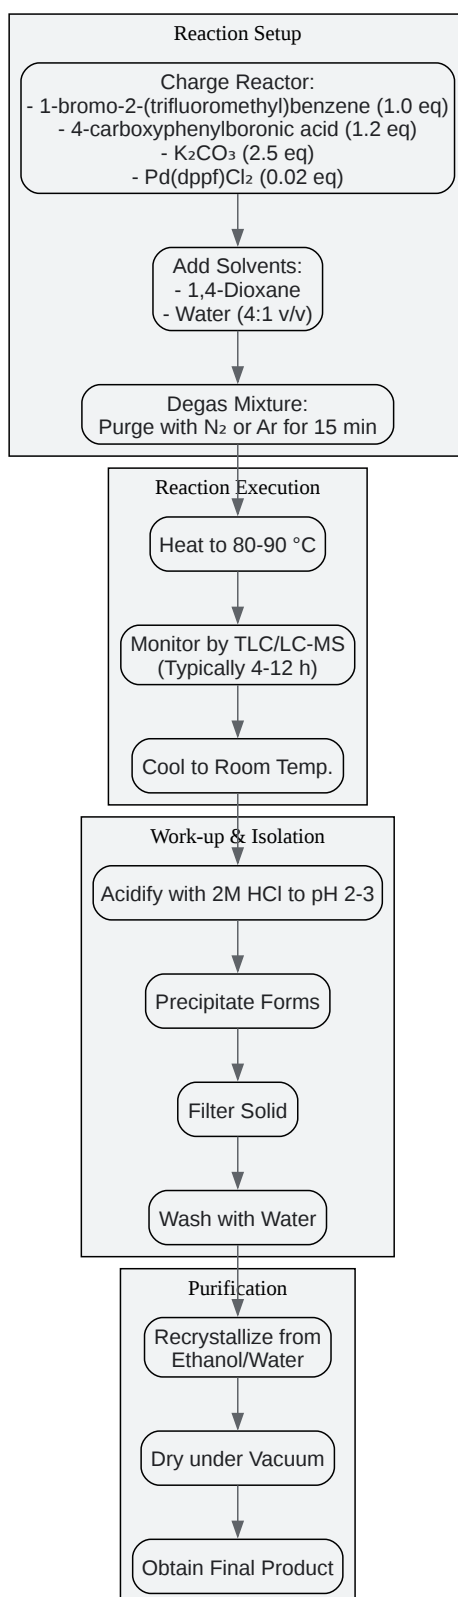 Reaction Setup
Charge Reactor:
- 1-bromo-2-(trifluoromethyl)benzene (1.0 eq)
- 4-carboxyphenylboronic acid (1.2 eq)
- K₂CO₃ (2.5 eq)
- Pd(dppf)Cl₂ (0.02 eq)
Add Solvents:
- 1,4-Dioxane
- Water (4:1 v/v)
Degas Mixture:
Purge with N₂ or Ar for 15 min
Reaction Execution
Heat to 80-90 °C
Monitor by TLC/LC-MS
(Typically 4-12 h)
Cool to Room Temp.
Work-up & Isolation
Acidify with 2M HCl to pH 2-3
Precipitate Forms
Filter Solid
Wash with Water
Purification
Recrystallize from
Ethanol/Water
Dry under Vacuum
Obtain Final Product